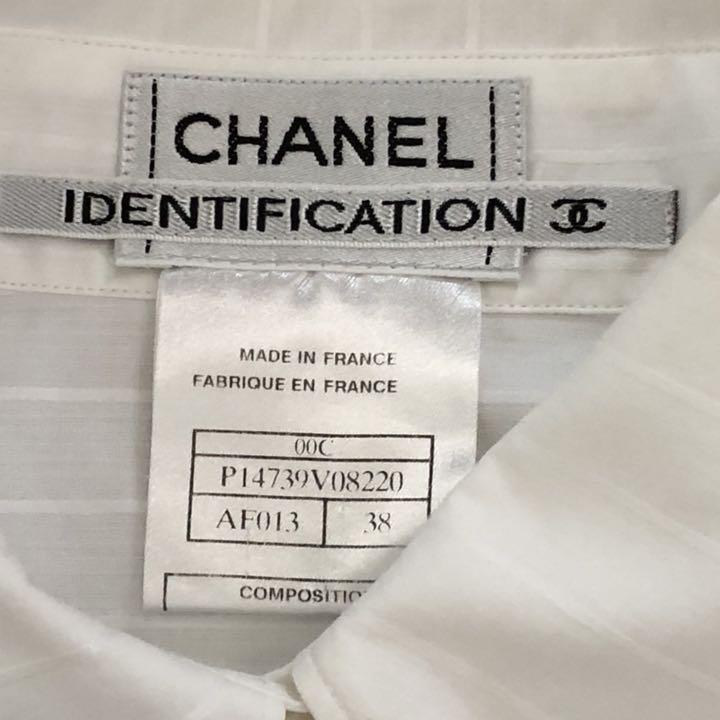 CHANEL
IDENTIFICATION
MADE IN FRANCE
FABRIQUE EN FRANCE
00C
P14739V08220
AF013 38